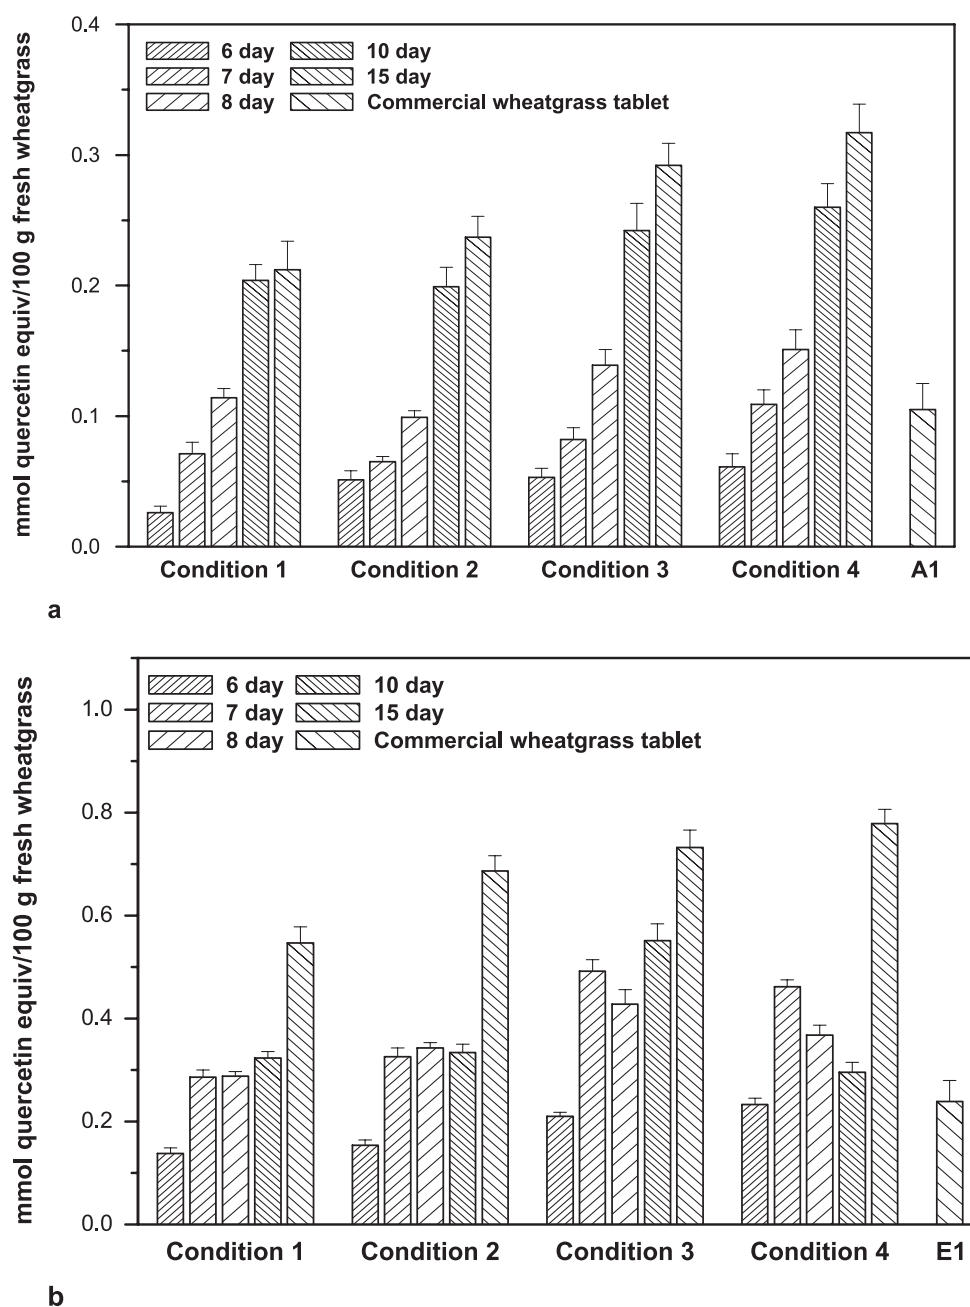 mmol quercetin equiv/100 g fresh wheatgrass
0.4
0.3
0.2
0.1
0.0
6 day 10 day
7 day 15 day
8 day Commercial wheatgrass tablet
Condition 1 Condition 2 Condition 3 Condition 4 A1
a
mmol quercetin equiv/100 g fresh wheatgrass
1.0
0.8
0.6
0.4
0.2
0.0
6 day 10 day
7 day 15 day
8 day Commercial wheatgrass tablet
Condition 1 Condition 2 Condition 3 Condition 4 E1
b